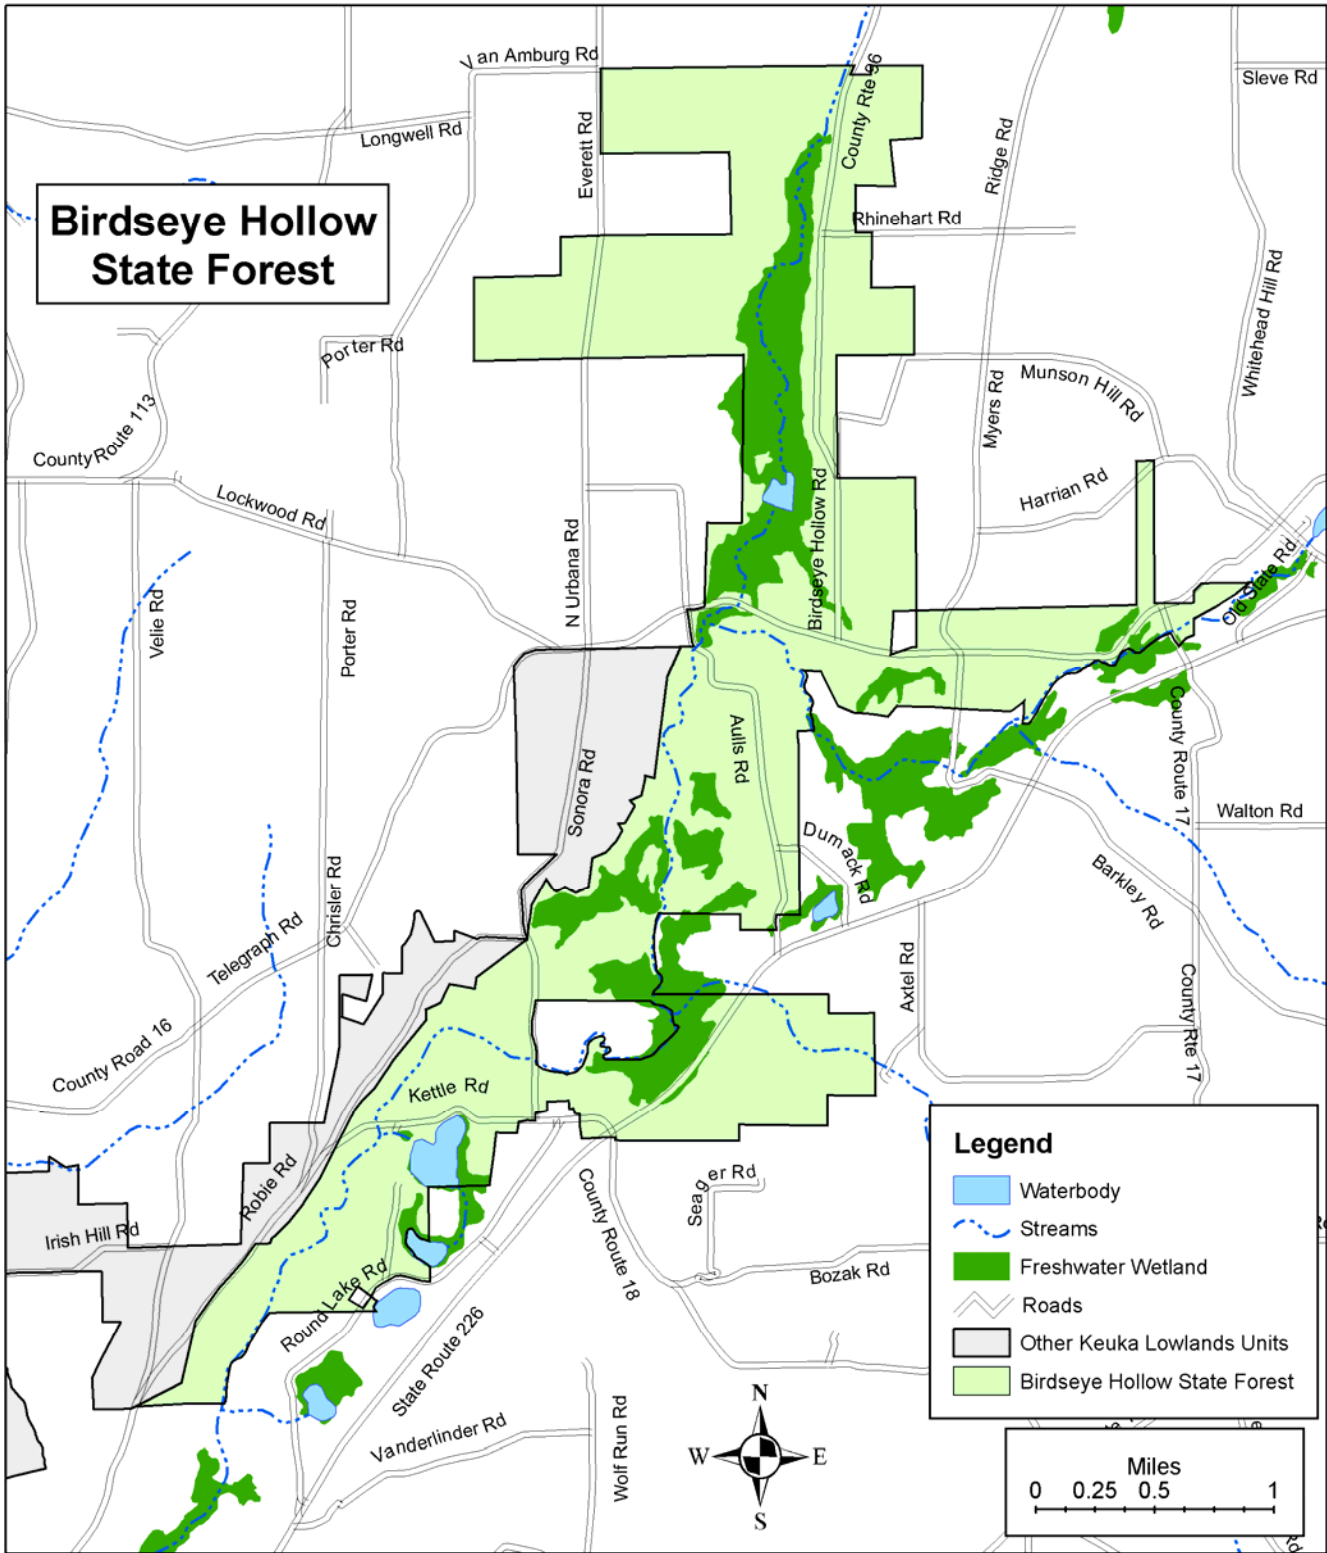 Van Amburg Rd
County Rte 96
Sleve Rd
Longwell Rd
Everett Rd
Ridge Rd
Birdseye Hollow
State Forest
Rhinehart Rd
Whitehead Hill Rd
Porter Rd
Munson Hill Rd
Myers Rd
County Route 113
Lockwood Rd
Harrian Rd
N Urbana Rd
Birdseye Hollow Rd
Old State Rd
Velie Rd
Porter Rd
Aulls Rd
County Route 17
Sonora Rd
Walton Rd
Dumack Rd
Barkley Rd
Chrisler Rd
Telegraph Rd
Axtel Rd
County Rte 17
County Road 16
Kettle Rd
Robie Rd
Irish Hill Rd
County Route 18
Seager Rd
Bozak Rd
Round Lake Rd
State Route 226
Vanderlinder Rd
Wolf Run Rd
Legend
Waterbody
Streams
Freshwater Wetland
Roads
Other Keuka Lowlands Units
Birdseye Hollow State Forest
N
W E
S
Miles
0 0.25 0.5 1
Rd